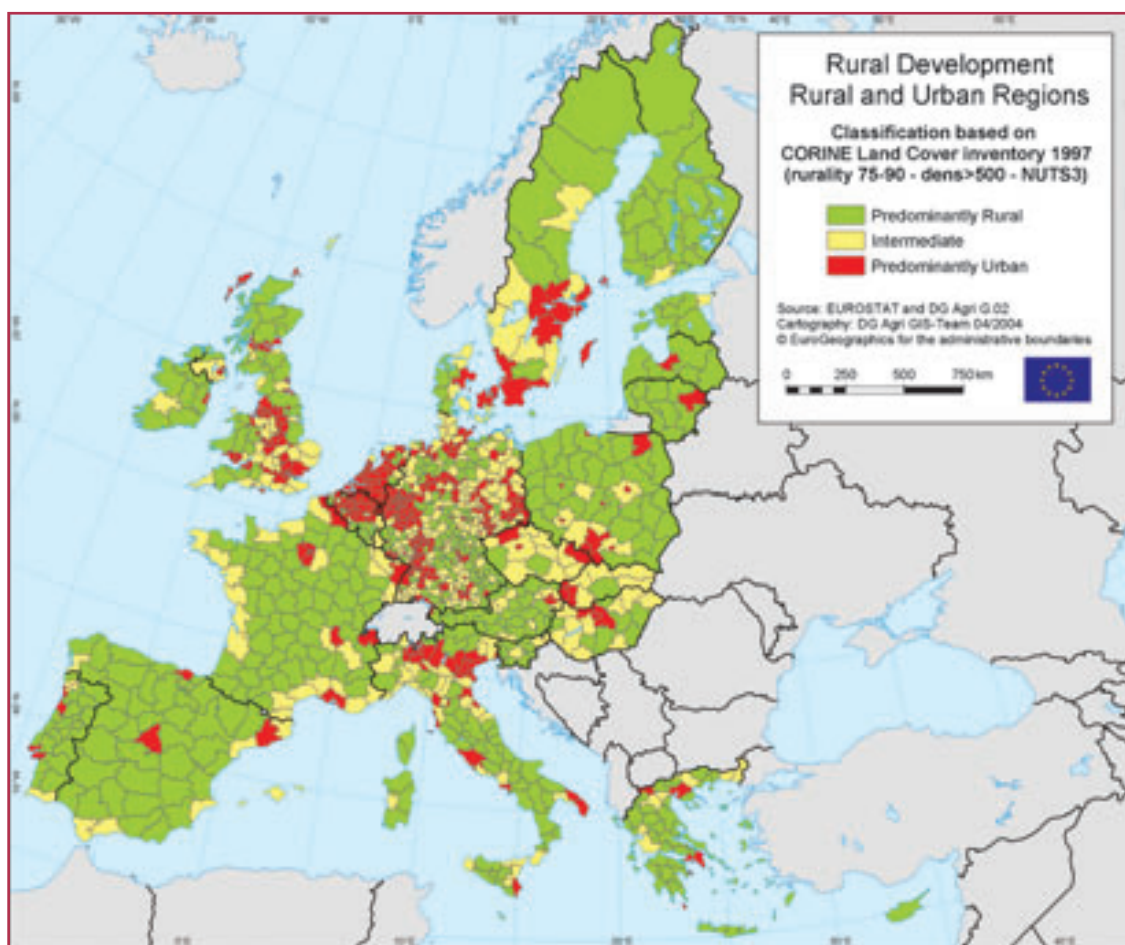 Rural Development
Rural and Urban Regions
Classification based on
CORINE Land Cover inventory 1997
(rurality 75-90 - dens>500 - NUTS3)
Predominantly Rural
Intermediate
Predominantly Urban
Source: EUROSTAT and DG Agri G.02
Cartography: DG Agri GIS-Team 04/2004
© EuroGeographics for the administrative boundaries
0 250 500 750 km